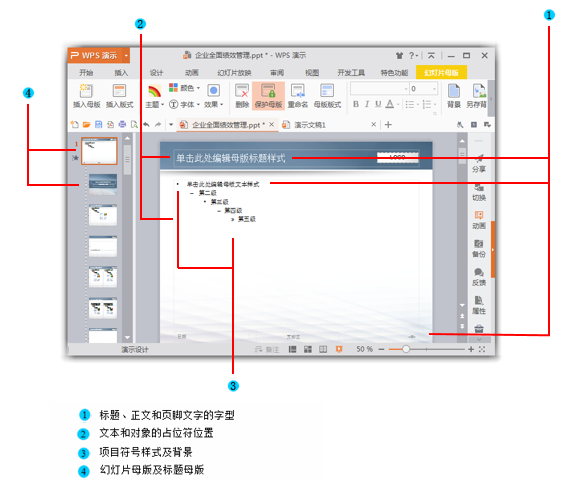 2
1
4
WPS 演示
企业全国绩效管理.ppt * - WPS 演示
开始 插入 设计 动画 幻灯片放映 审阅 视图 开发工具 特色功能 幻灯片母版
颜色 0
插入母版 插入版式 主题 字体 效果 删除 保护母版 重命名 母版版式 B I U A 背景 另存背
企业全国绩效管理.ppt * × 演示文稿1 × +
1
单击此处编辑母版标题样式 LOGO
分享
• 单击此处编辑母版文本样式
– 第二级
• 第三级
– 第四级
» 第五级
切换
动画
备份
反馈
属性
演示设计 备注 50 % − +
3
1 标题、正文和页脚文字的字型
2 文本和对象的占位符位置
3 项目符号样式及背景
4 幻灯片母版及标题母版